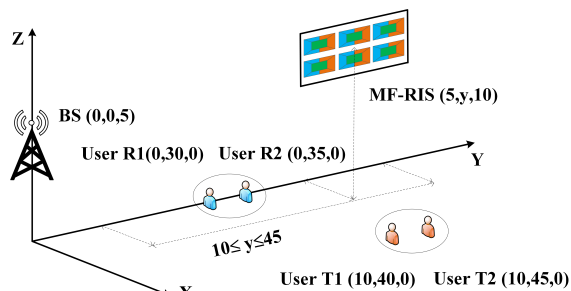 Z
MF-RIS (5,y,10)
BS (0,0,5)
User R1(0,30,0) User R2 (0,35,0)
Y
10≤ y≤45
User T1 (10,40,0) User T2 (10,45,0)
X